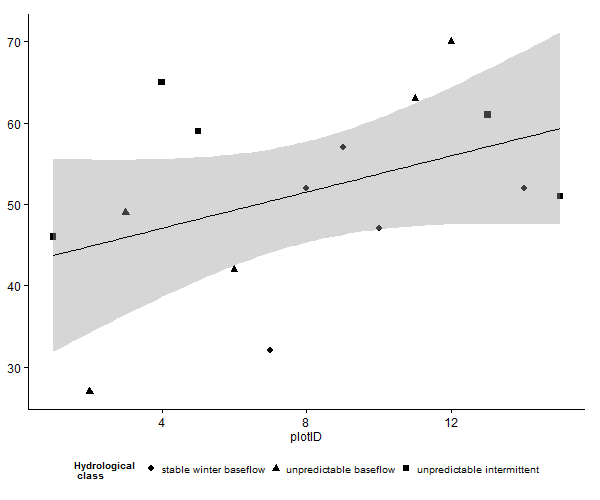 70
60
50
40
30
4 8 12
plotID
Hydrological
class
stable winter baseflow unpredictable baseflow unpredictable intermittent